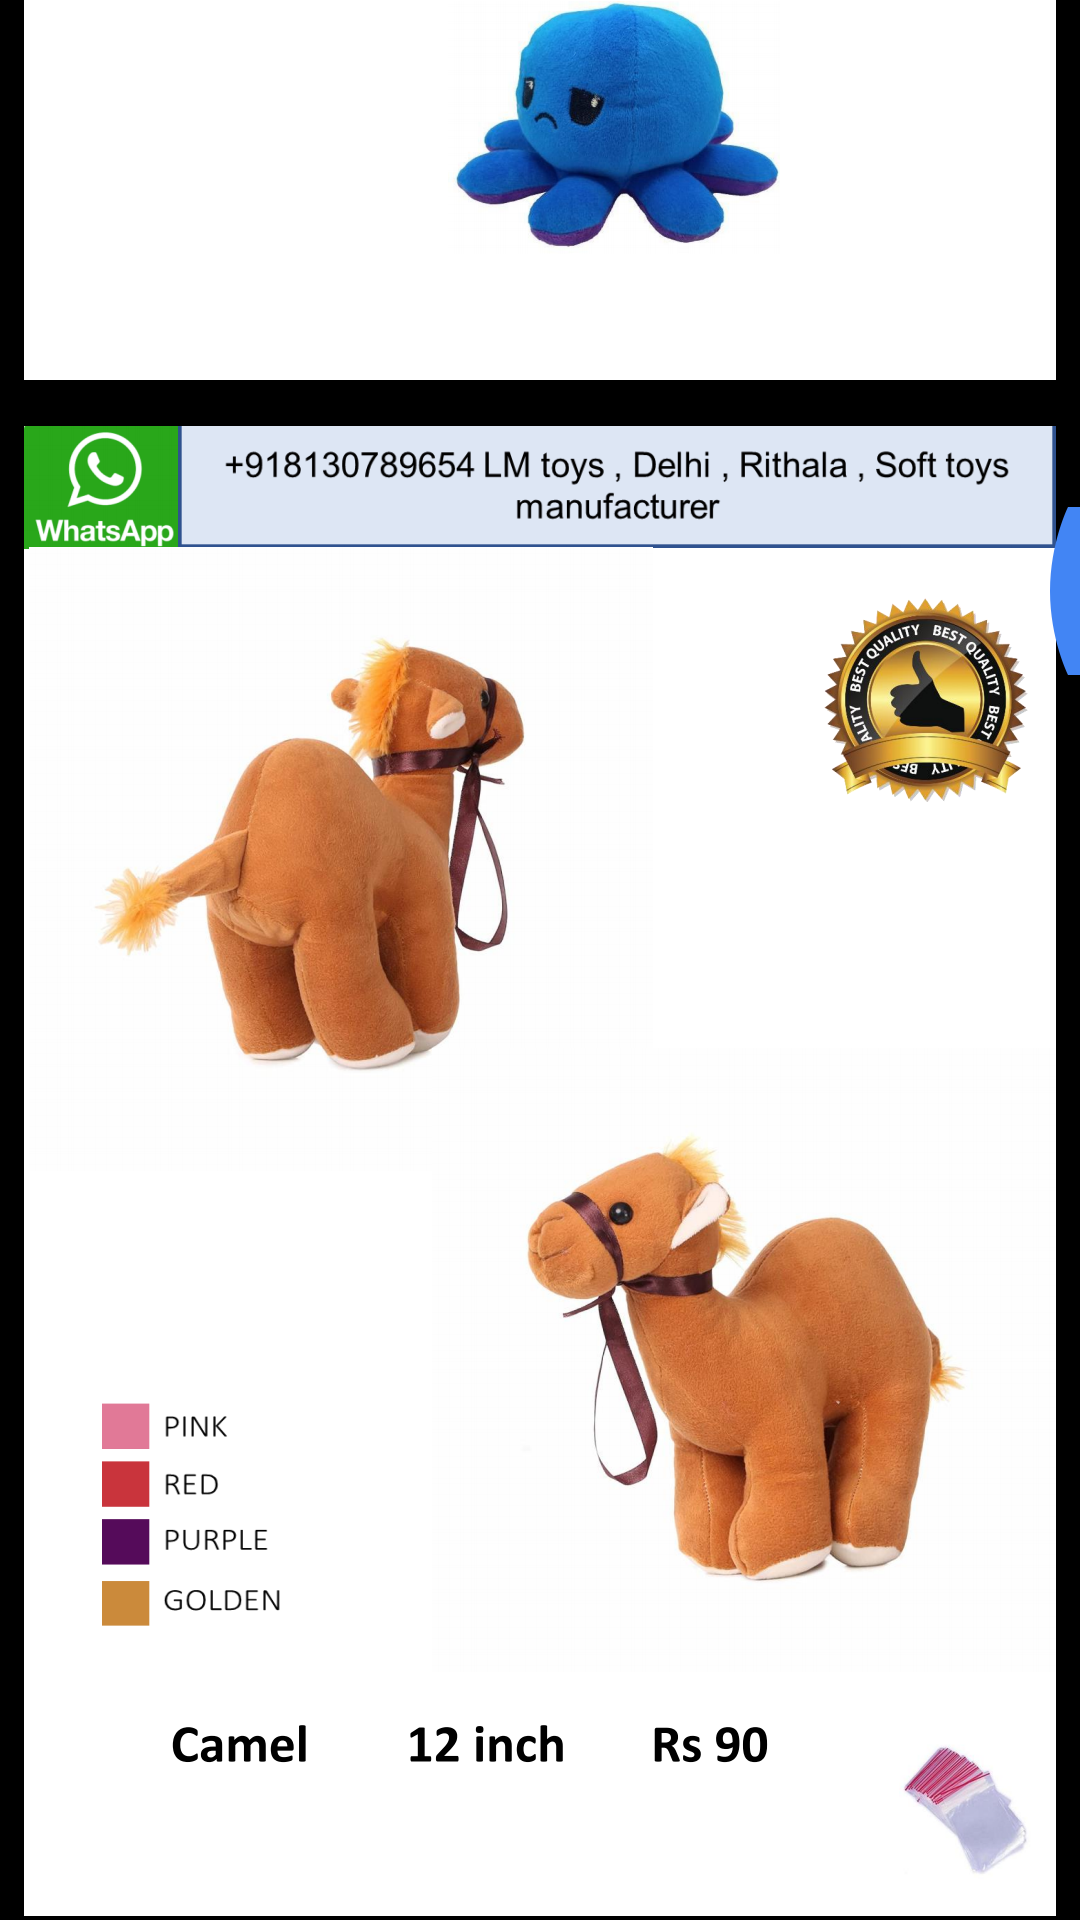 WhatsApp
+918130789654 LM toys , Delhi , Rithala , Soft toys
manufacturer
ALITY BEST QUALITY BEST QUALITY BEST
PINK
RED
PURPLE
GOLDEN
Camel 12 inch Rs 90